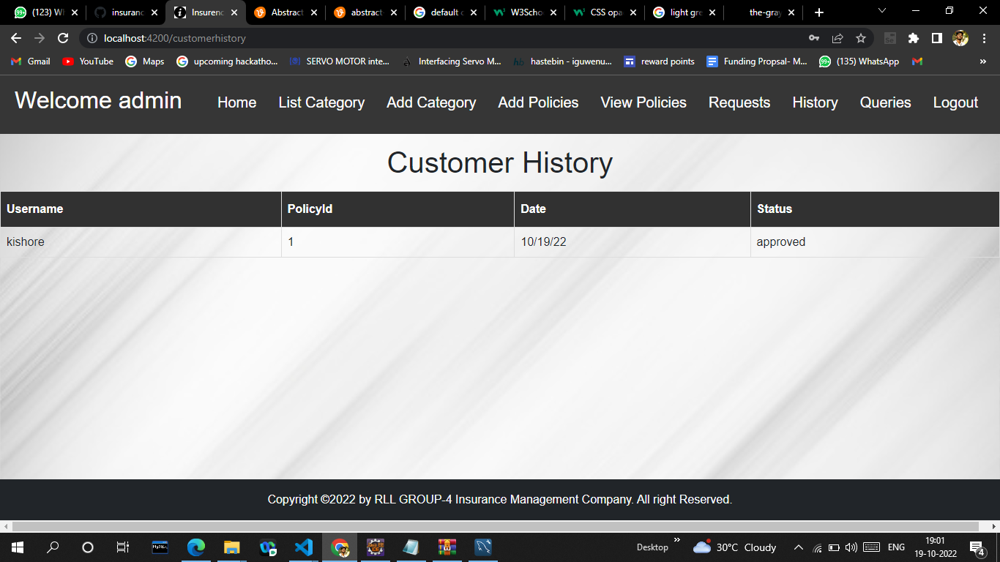 (123) W
insuranc
Insurenc
Abstract
abstract
default c
W3Scho
CSS opa
light gre
the-gray
localhost:4200/customerhistory
Gmail YouTube Maps upcoming hackatho... SERVO MOTOR inte... Interfacing Servo M... hastebin - iguwenu... reward points Funding Propsal- M... (135) WhatsApp
Welcome admin Home List Category Add Category Add Policies View Policies Requests History Queries Logout
Customer History
Username PolicyId Date Status
kishore 1 10/19/22 approved
Copyright ©2022 by RLL GROUP-4 Insurance Management Company. All right Reserved.
Desktop 30°C Cloudy ENG 19:01
19-10-2022
4